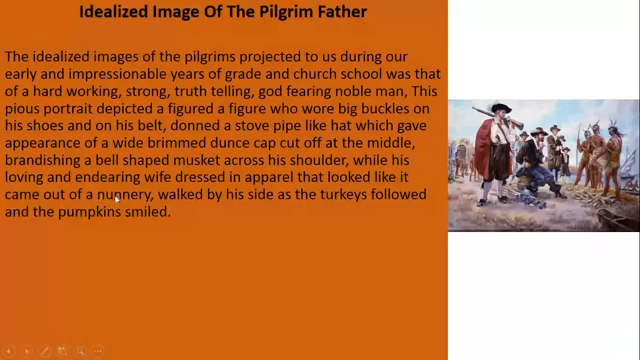 Idealized Image Of The Pilgrim Father
The idealized images of the pilgrims projected to us during our
early and impressionable years of grade and church school was that
of a hard working, strong, truth telling, god fearing noble man, This
pious portrait depicted a figured a figure who wore big buckles on
his shoes and on his belt, donned a stove pipe like hat which gave
appearance of a wide brimmed dunce cap cut off at the middle,
brandishing a bell shaped musket across his shoulder, while his
loving and endearing wife dressed in apparel that looked like it
came out of a nunnery, walked by his side as the turkeys followed
and the pumpkins smiled.